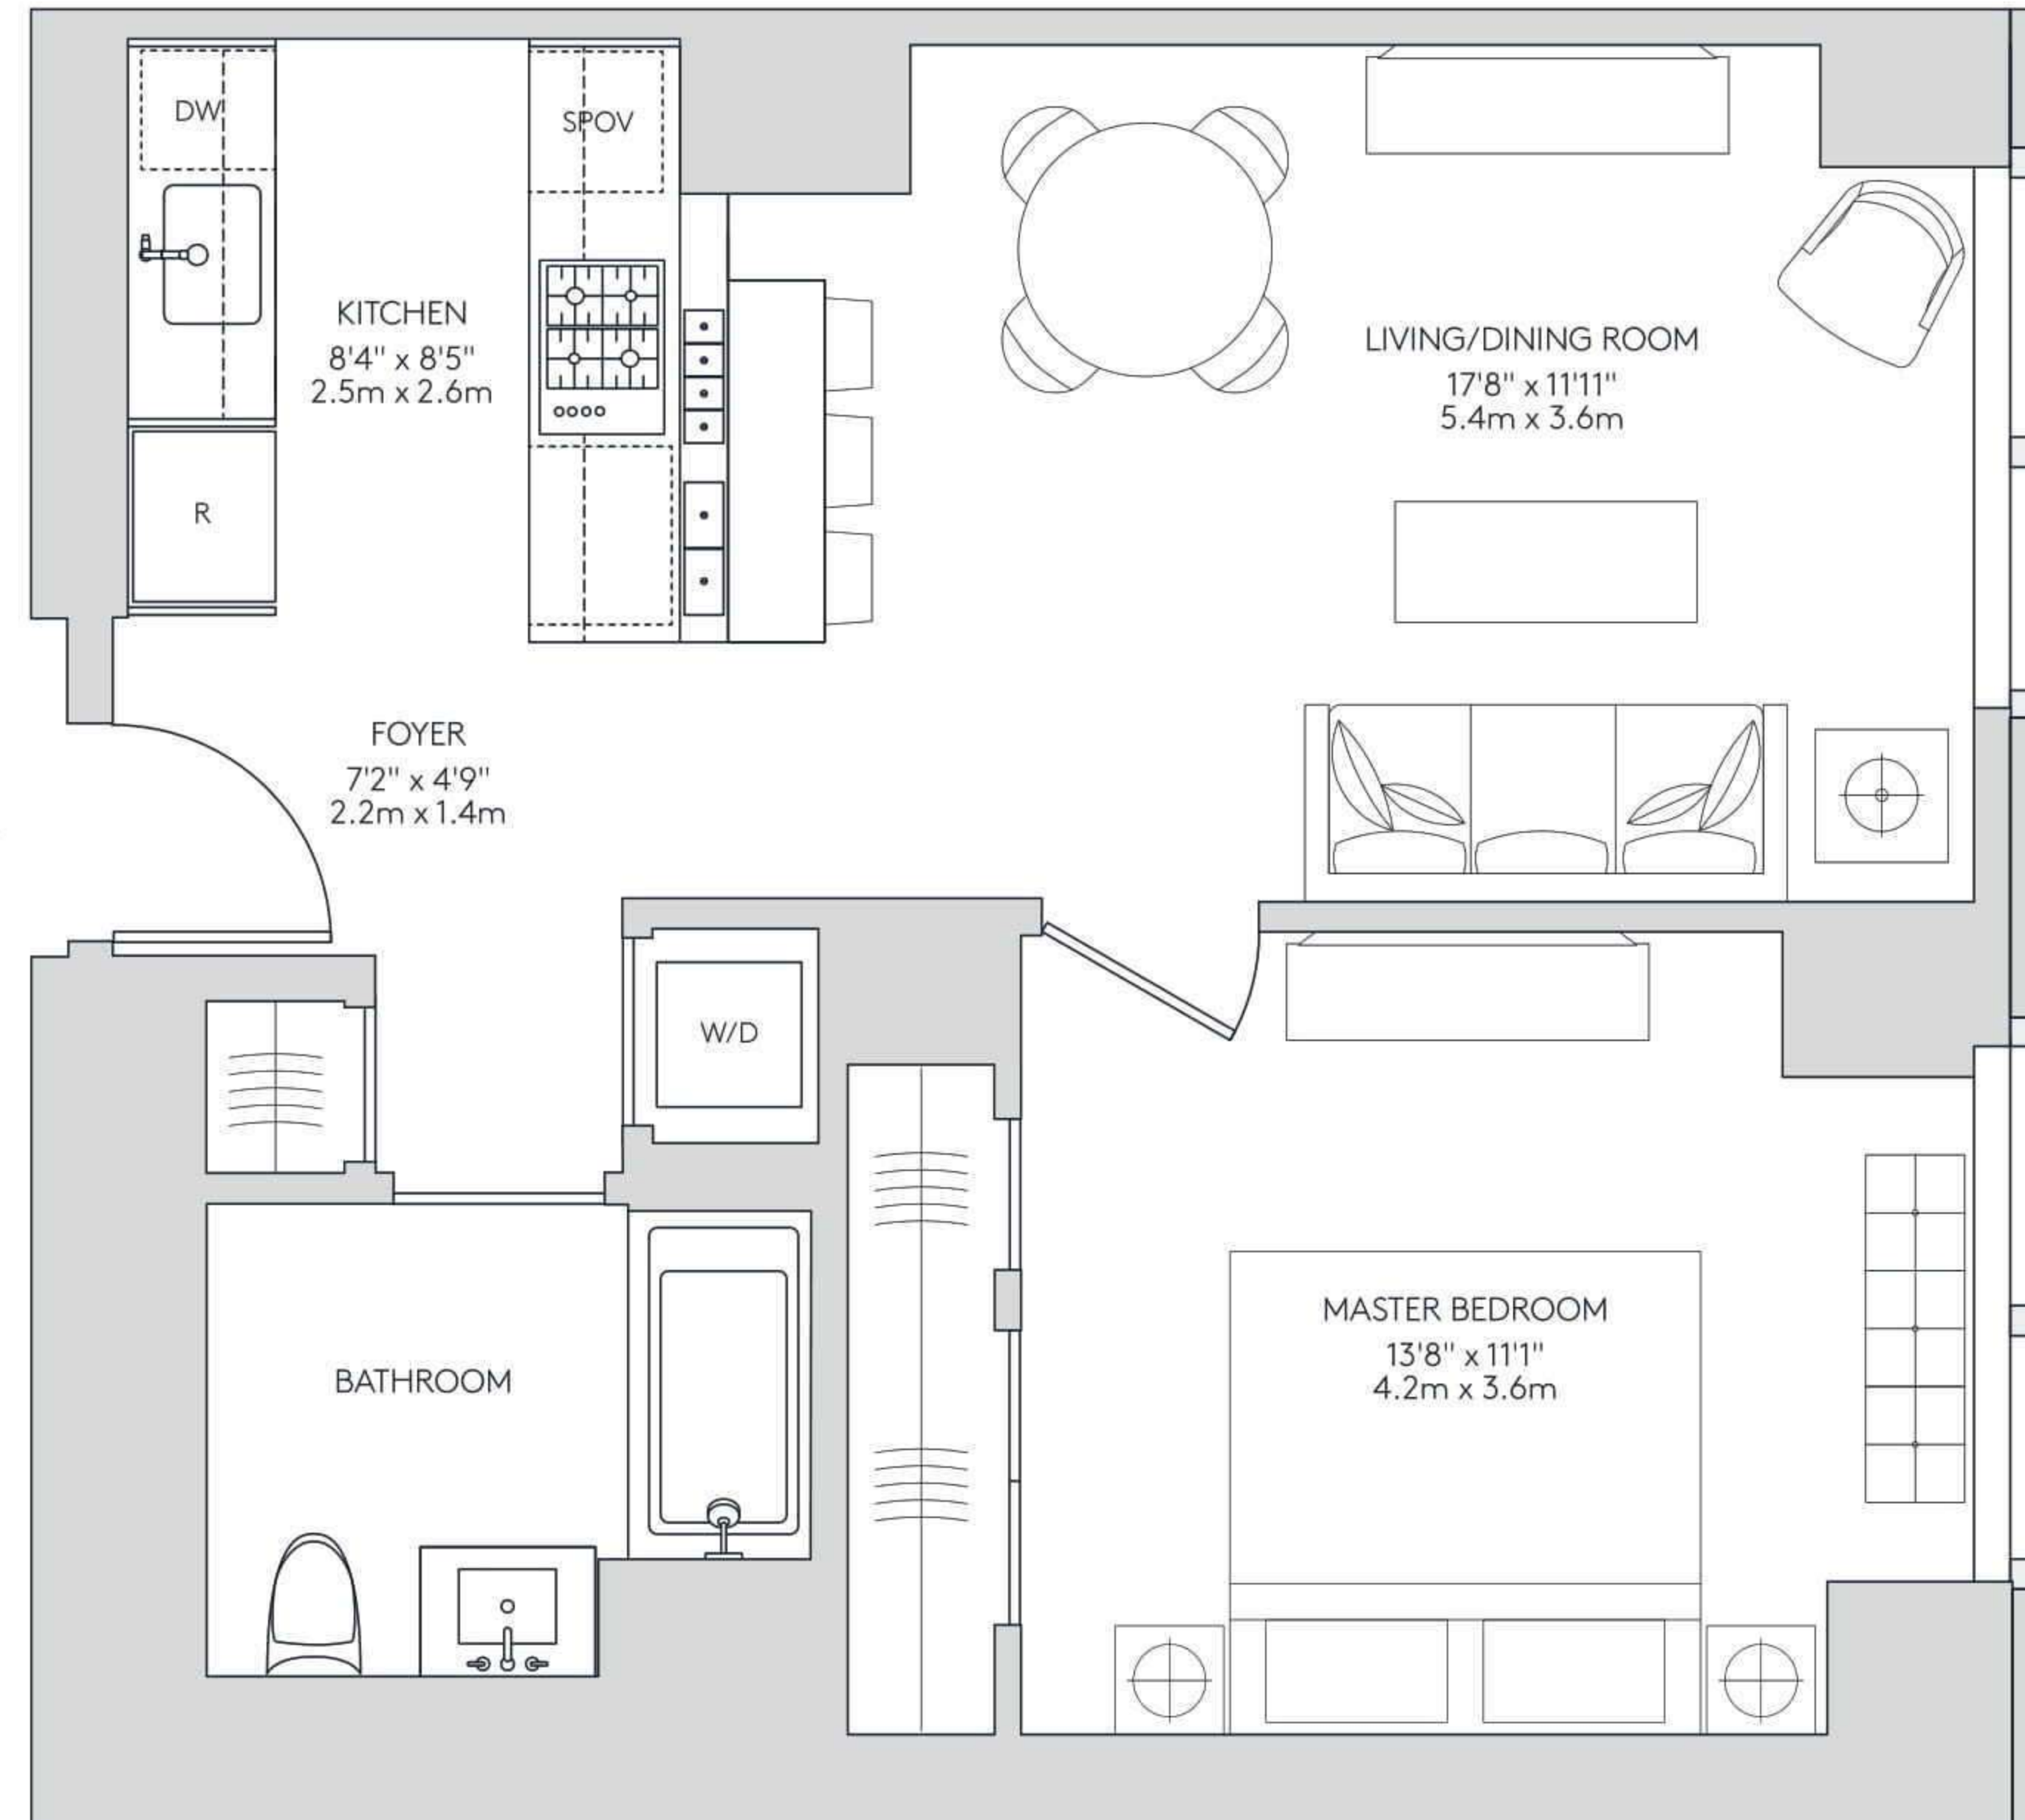 DW
SPOV
KITCHEN
8'4" x 8'5"
2.5m x 2.6m
LIVING/DINING ROOM
17'8" x 11'11"
5.4m x 3.6m
R
FOYER
7'2" x 4'9"
2.2m x 1.4m
W/D
MASTER BEDROOM
13'8" x 11'1"
4.2m x 3.6m
BATHROOM